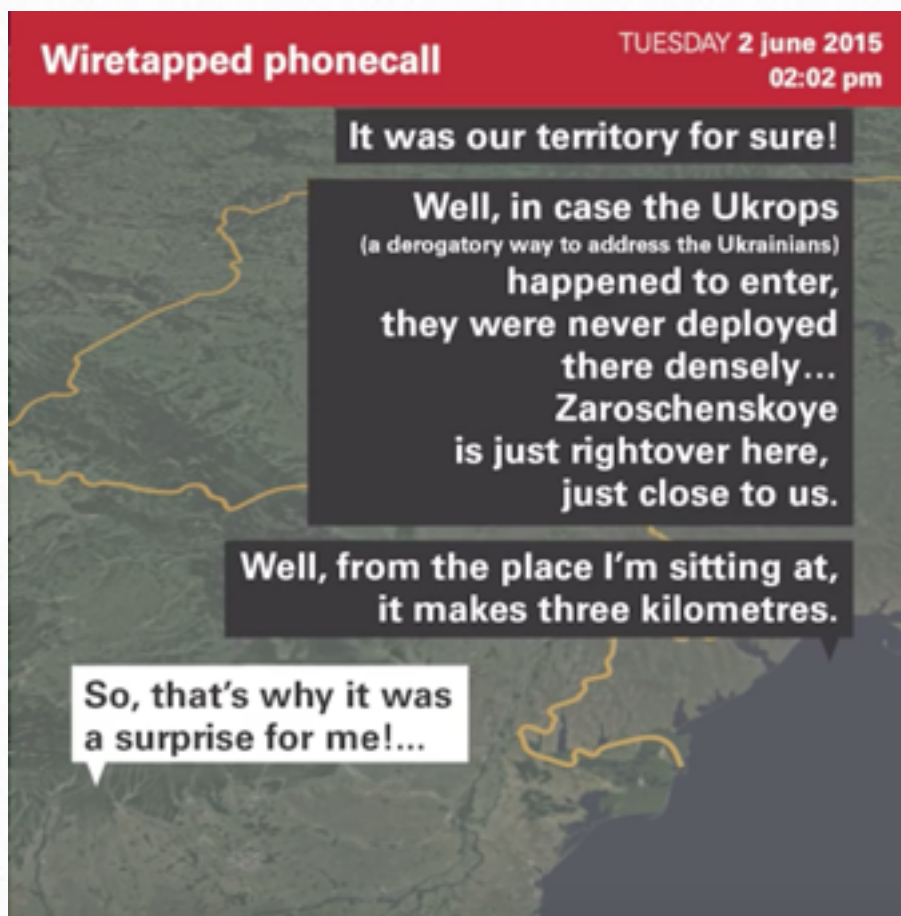 Wiretapped phonecall
TUESDAY 2 june 2015
02:02 pm
It was our territory for sure!
Well, in case the Ukrops
(a derogatory way to address the Ukrainians)
happened to enter,
they were never deployed
there densely...
Zaroschenskoye
is just rightover here,
just close to us.
Well, from the place I'm sitting at,
it makes three kilometres.
So, that's why it was
a surprise for me!...